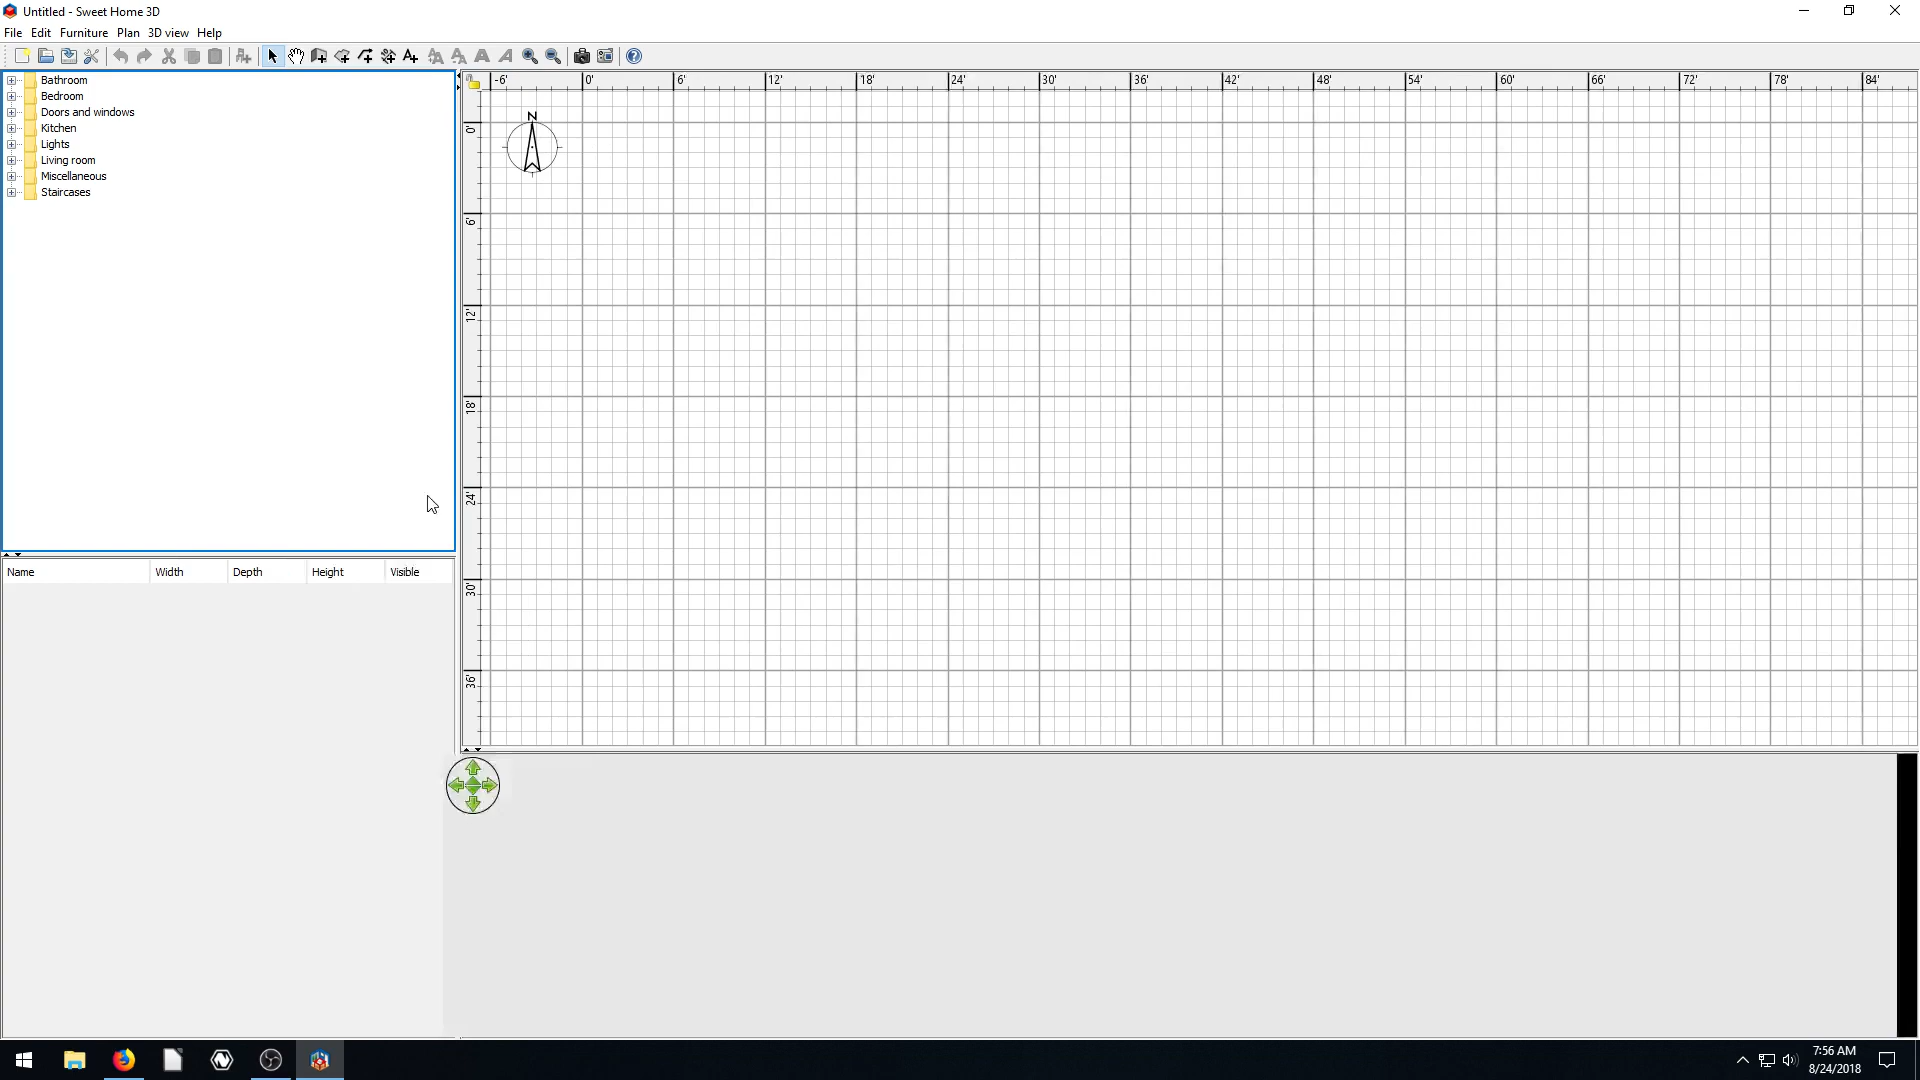 Untitled - Sweet Home 3D
File Edit Furniture Plan 3D view Help
Bathroom
Bedroom
Doors and windows
Kitchen
Lights
Living room
Miscellaneous
Staircases
-6' 0' 6' 12' 18' 24' 30' 36' 42' 48' 54' 60' 66' 72' 78' 84'
N
0'
6'
12'
18'
24'
30'
36'
Name Width Depth Height Visible
7:56 AM
8/24/2018